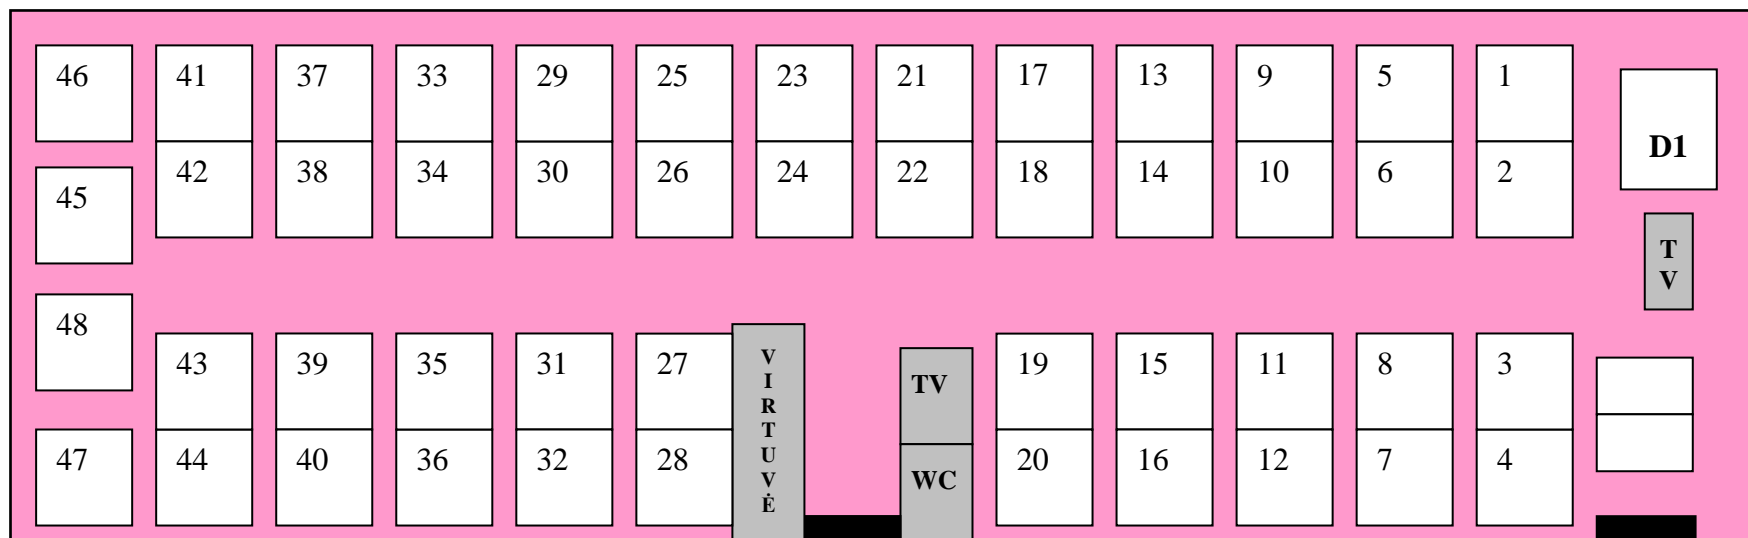 46 41 37 33 29 25 23 21 17 13 9 5 1
D1
45 42 38 34 30 26 24 22 18 14 10 6 2
TV
48 43 39 35 31 27 VIRTUVĖ TV 19 15 11 8 3
47 44 40 36 32 28 WC 20 16 12 7 4